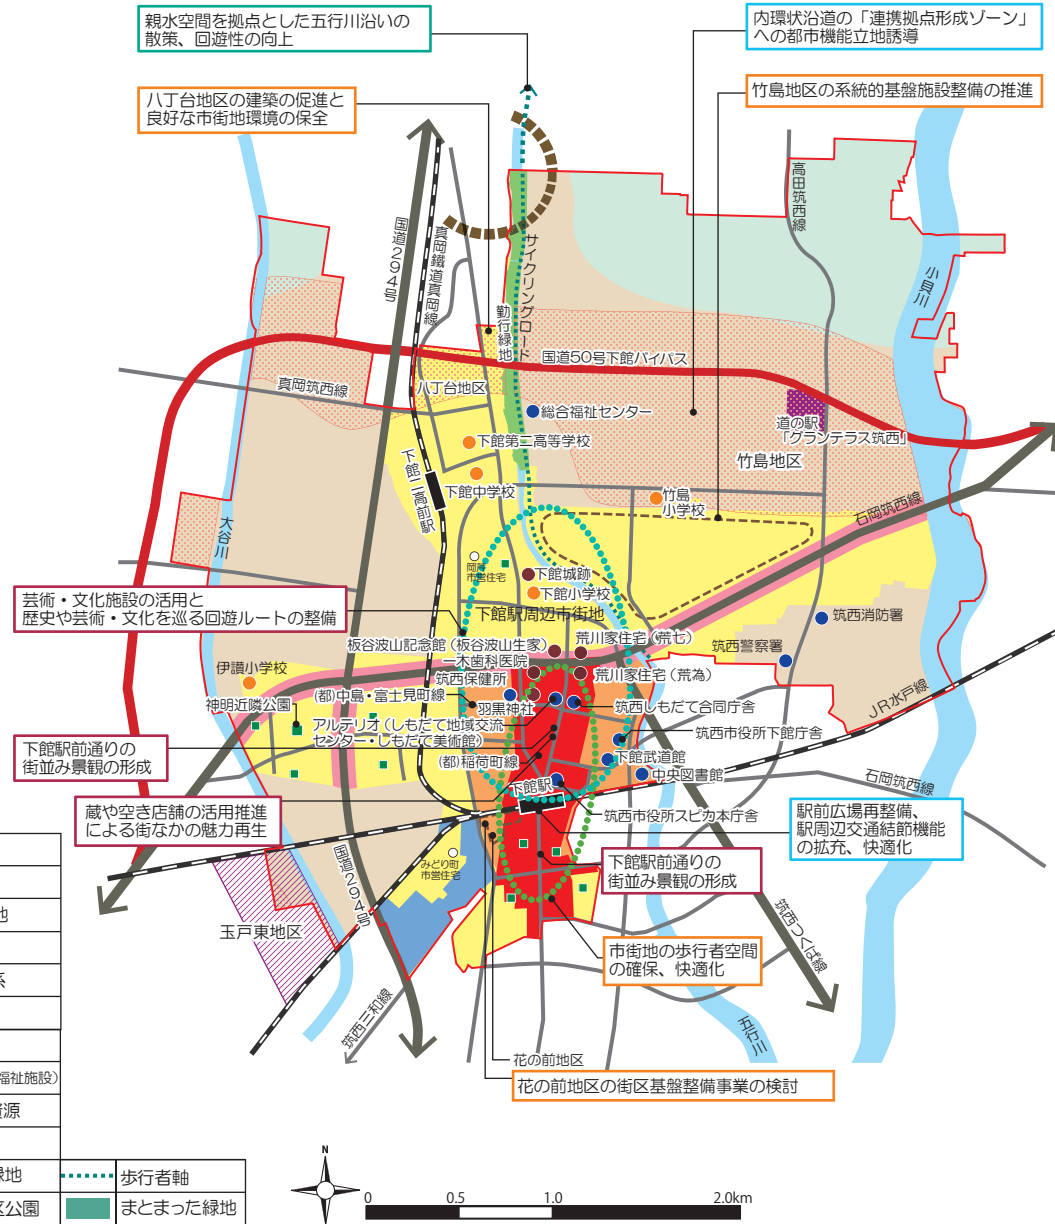 親水空間を拠点とした五行川沿いの
散策、回遊性の向上
内環状沿道の「連携拠点形成ゾーン」
への都市機能立地誘導
八丁台地区の建築の促進と
良好な市街地環境の保全
竹島地区の系統的基盤施設整備の推進
国道294号
真岡鐵道真岡線
サイクリングロード
勤行緑地
高田筑西線
小貝川
国道50号下館バイパス
真岡筑西線
八丁台地区
総合福祉センター
道の駅
「グランテラス筑西」
下館第二高等学校
竹島地区
下館二高前駅
下館中学校
竹島
小学校
石岡筑西線
大谷川
市営住宅
下館城跡
下館小学校
芸術・文化施設の活用と
歴史や芸術・文化を巡る回遊ルートの整備
下館駅周辺市街地
筑西消防署
板谷波山記念館（板谷波山生家）
荒川家住宅（荒七）
筑西警察署
一木歯科医院
伊讃小学校
筑西保健所
荒川家住宅（荒為）
JR水戸線
神明近隣公園
(都)中島・富士見町線
羽黒神社
筑西しもだて合同庁舎
アルテリオ（しもだて地域交流
センター・しもだて美術館）
筑西市役所下館庁舎
下館駅前通りの
街並み景観の形成
(都)稲荷町線
下館武道館
中央図書館
石岡筑西線
下館駅
蔵や空き店舗の活用推進
による街なかの魅力再生
筑西市役所スピカ本庁舎
駅前広場再整備、
駅周辺交通結節機能
の拡充、快適化
国道294号
みどり町
市営住宅
下館駅前通りの
街並み景観の形成
玉戸東地区
筑西つくば線
市街地の歩行者空間
の確保、快適化
筑西三和線
五行川
花の前地区
花の前地区の街区基盤整備事業の検討
地
系
福祉施設)
資源
緑地
歩行者軸
区公園
まとまった緑地
N
0
0.5
1.0
2.0km